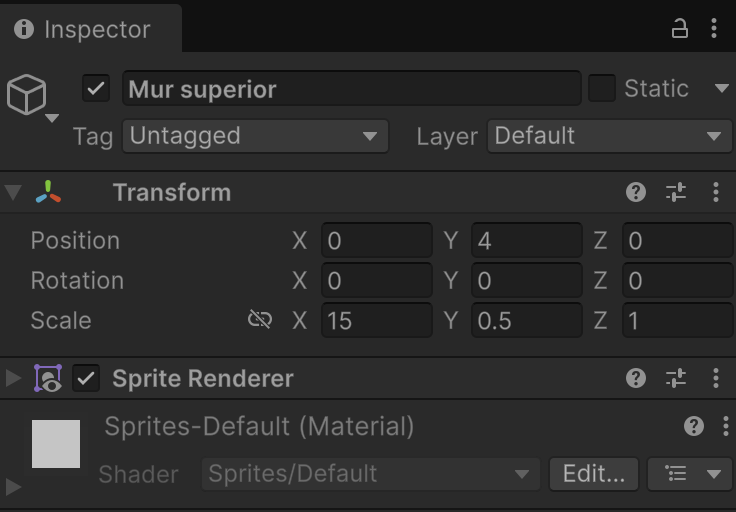 Inspector
Mur superior Static
Tag Untagged Layer Default
Transform
Position X 0 Y 4 Z 0
Rotation X 0 Y 0 Z 0
Scale X 15 Y 0.5 Z 1
Sprite Renderer
Sprites-Default (Material)
Shader Sprites/Default Edit...